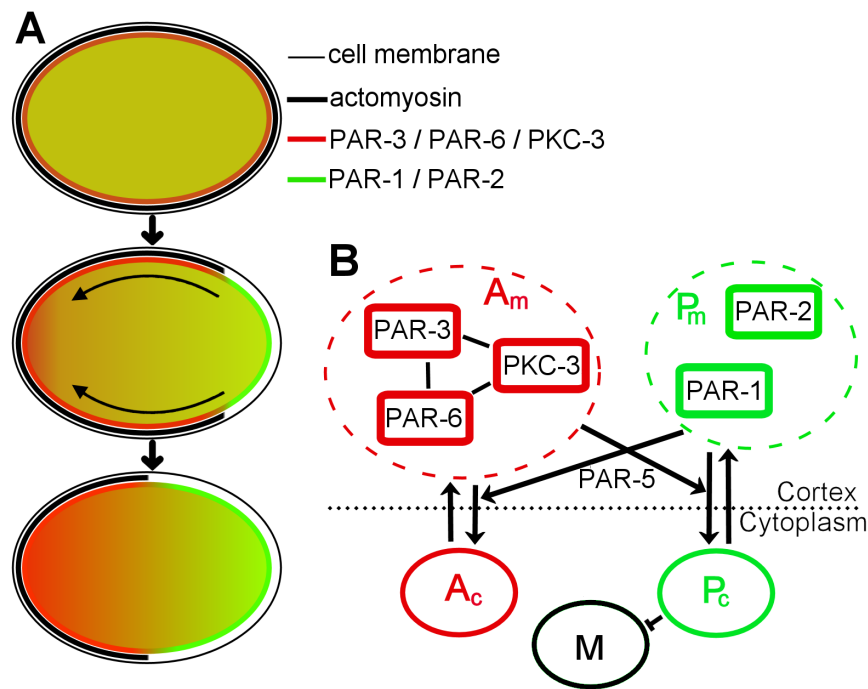 A
cell membrane
actomyosin
PAR-3 / PAR-6 / PKC-3
PAR-1 / PAR-2
B
Am
Pm
PAR-2
PAR-3
PKC-3
PAR-1
PAR-6
PAR-5
Cortex
Cytoplasm
Ac
Pc
M